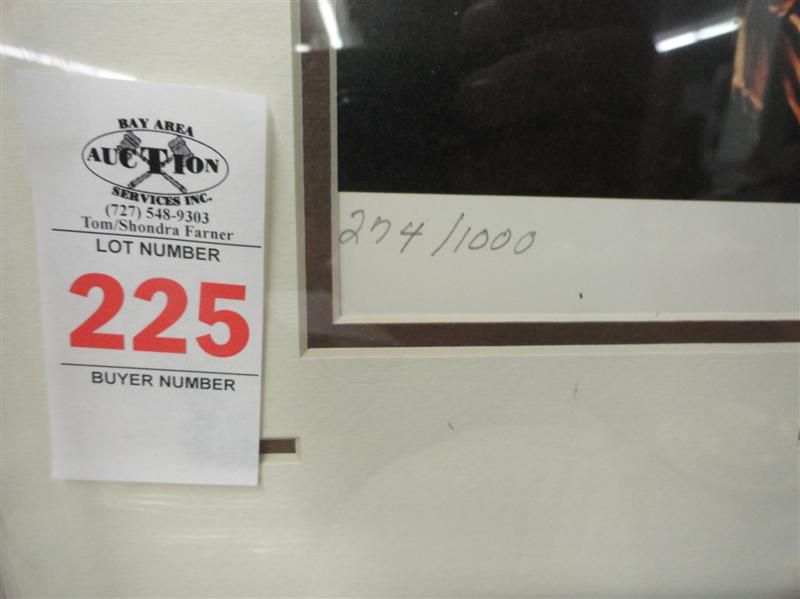 BAY AREA
AUCTION
SERVICES INC.
(727) 548-9303
Tom/Shondra Farner
LOT NUMBER
225
BUYER NUMBER
274/1000